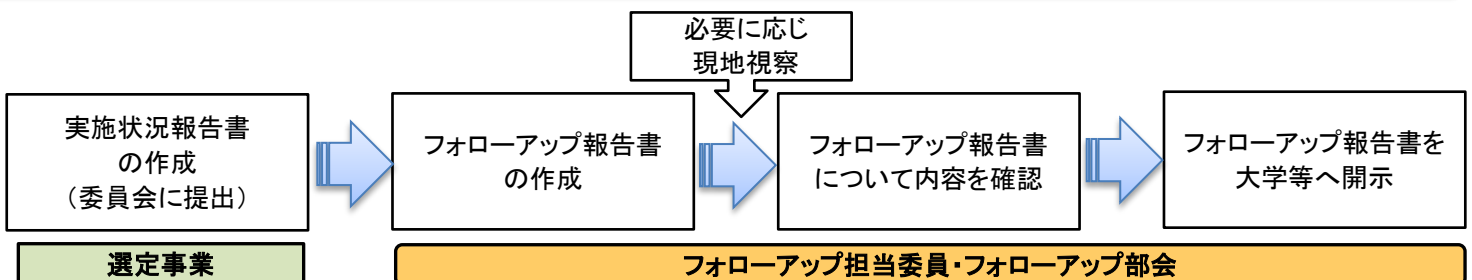 必要に応じ
現地視察
実施状況報告書
の作成
（委員会に提出）
フォローアップ報告書
の作成
フォローアップ報告書
について内容を確認
フォローアップ報告書を
大学等へ開示
選定事業
フォローアップ担当委員・フォローアップ部会